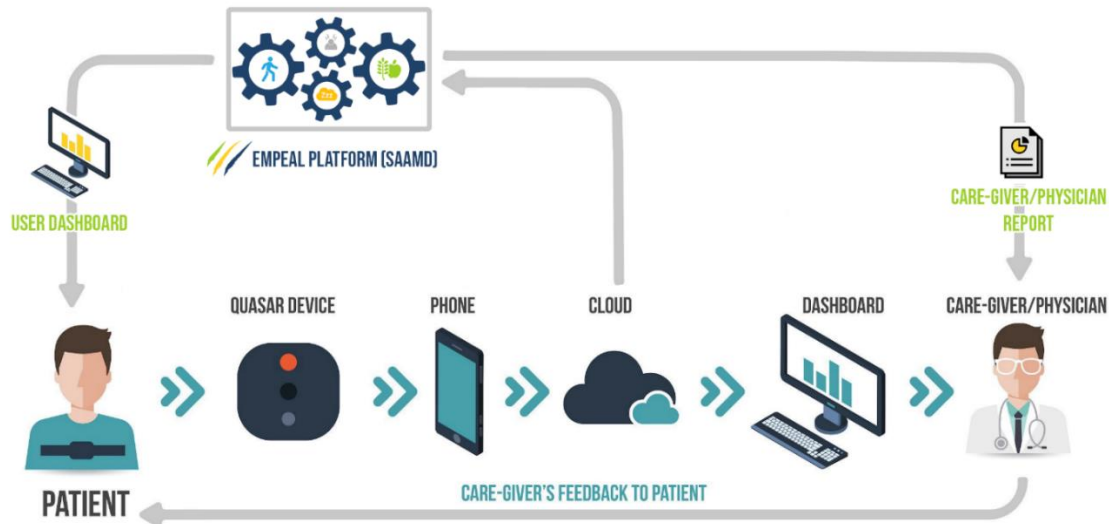 EMPEAL PLATFORM (SAAMD)
USER DASHBOARD
CARE-GIVER/PHYSICIAN
REPORT
QUASAR DEVICE
PHONE
CLOUD
DASHBOARD
CARE-GIVER/PHYSICIAN
PATIENT
CARE-GIVER'S FEEDBACK TO PATIENT